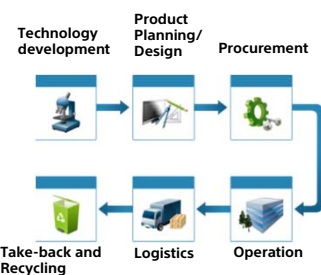 Technology
development
Product
Planning/
Design
Procurement
Take-back and
Recycling
Logistics
Operation